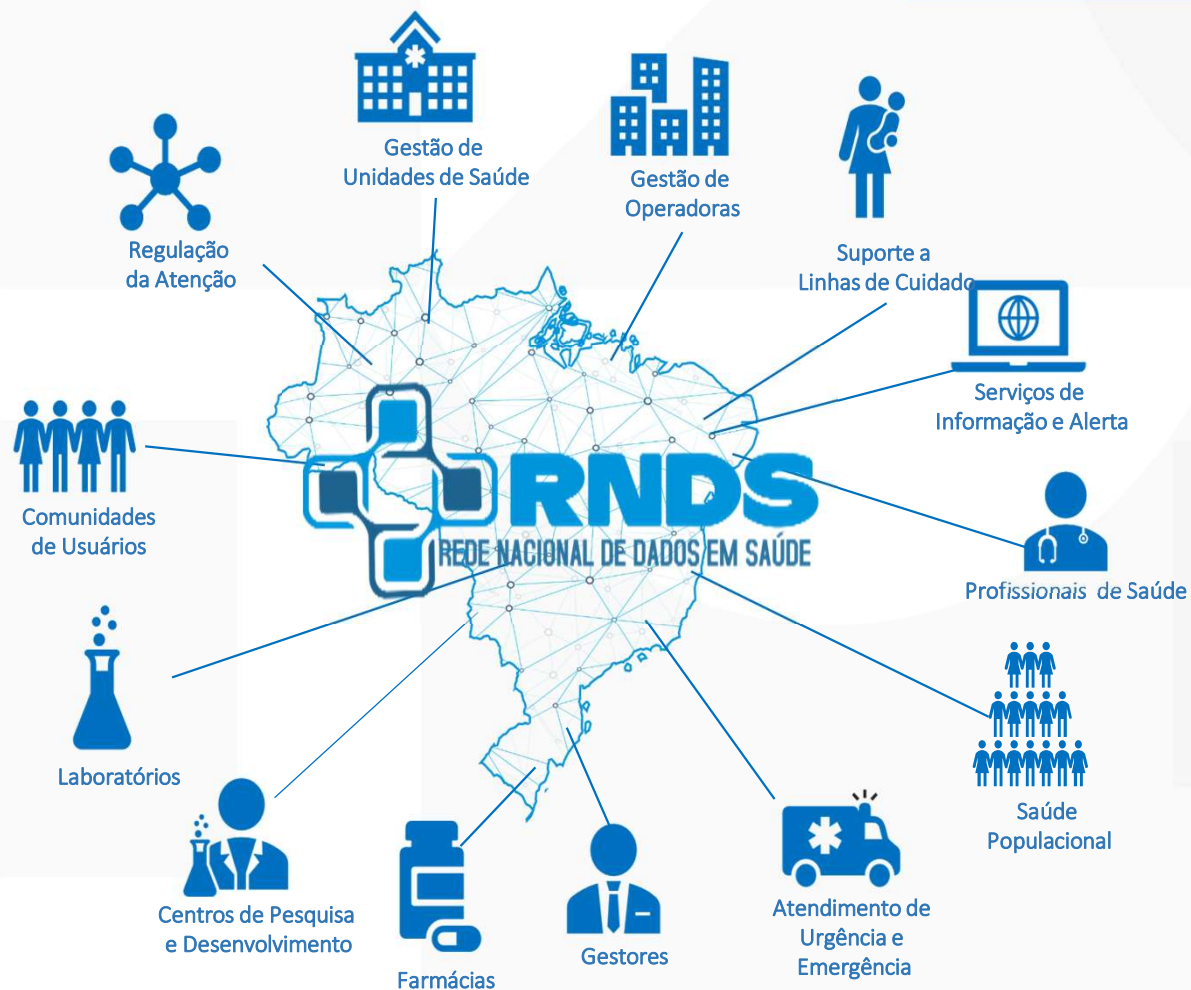 Gestão de
Unidades de Saúde
Gestão de
Operadoras
Regulação
da Atenção
Suporte a
Linhas de Cuidado
Serviços de
Informação e Alerta
Comunidades
de Usuários
RNDS
REDE NACIONAL DE DADOS EM SAÚDE
Profissionais de Saúde
Laboratórios
Saúde
Populacional
Centros de Pesquisa
e Desenvolvimento
Farmácias
Gestores
Atendimento de
Urgência e
Emergência